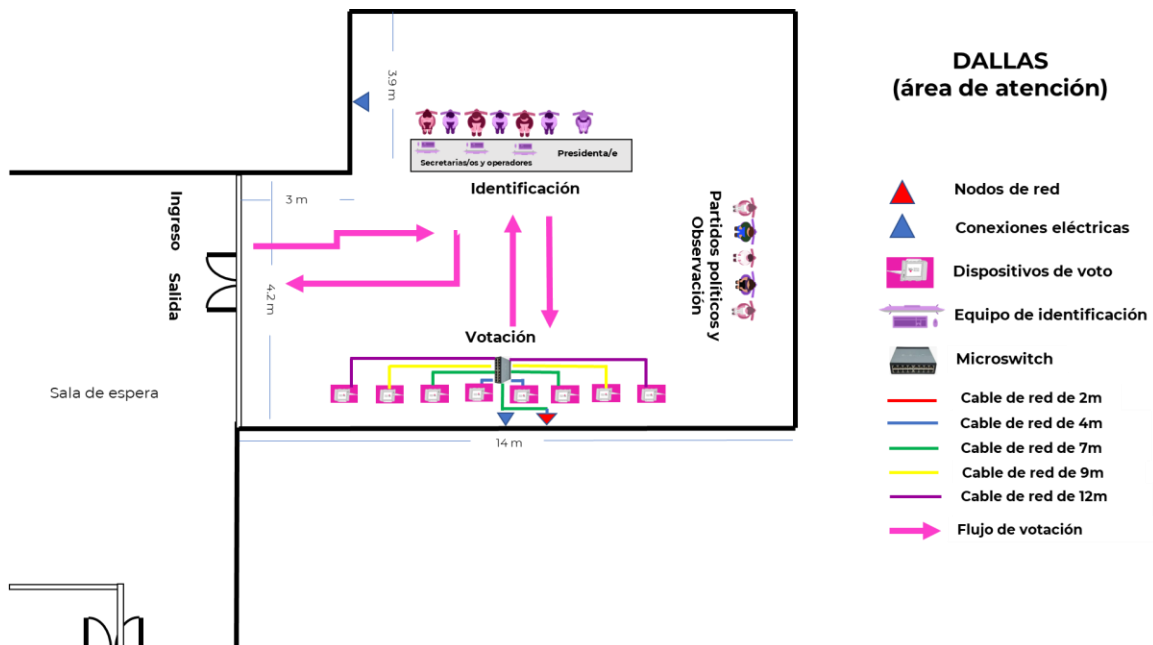 DALLAS
(área de atención)
3.9 m
Secretarias/os y operadores
Presidenta/e
Identificación
Ingreso
Salida
3 m
4.2 m
Partidos políticos y
Observación
Votación
Sala de espera
14 m
Nodos de red
Conexiones eléctricas
Dispositivos de voto
Equipo de identificación
Microswitch
Cable de red de 2m
Cable de red de 4m
Cable de red de 7m
Cable de red de 9m
Cable de red de 12m
Flujo de votación